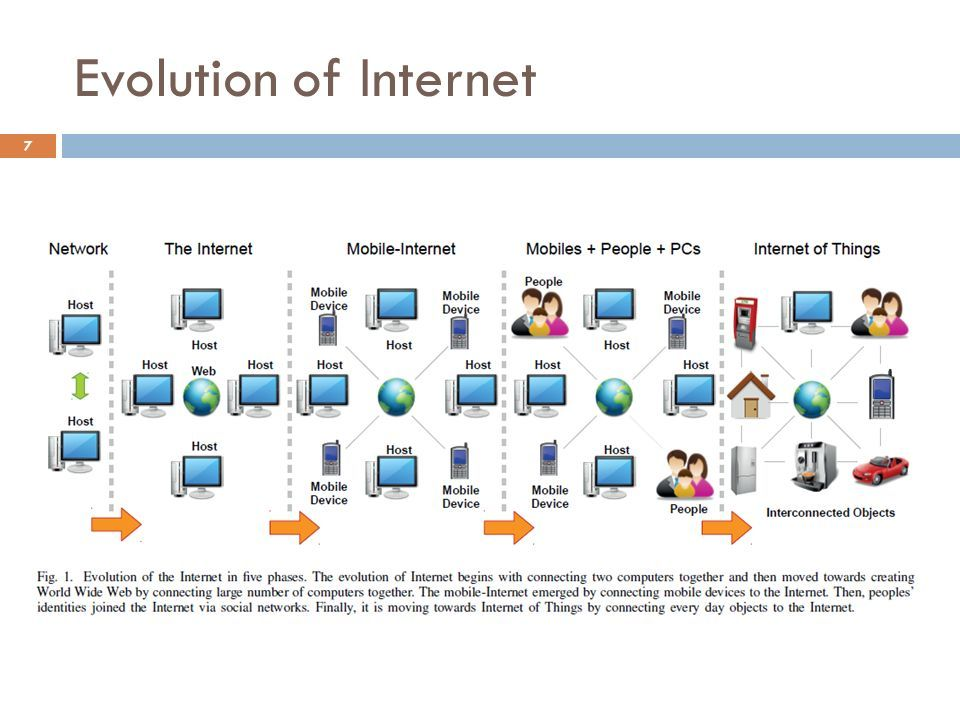 Evolution of Internet
7
Network
The Internet
Mobile-Internet
Mobiles + People + PCs
Internet of Things
Host
Host
Host
Web
Host
Host
Host
Mobile
Device
Mobile
Device
Host
Host
Host
Host
Mobile
Device
Mobile
Device
People
Mobile
Device
Host
Host
Host
Host
Mobile
Device
People
Interconnected Objects
Fig. 1. Evolution of the Internet in five phases. The evolution of Internet begins with connecting two computers together and then moved towards creating
World Wide Web by connecting large number of computers together. The mobile-Internet emerged by connecting mobile devices to the Internet. Then, peoples'
identities joined the Internet via social networks. Finally, it is moving towards Internet of Things by connecting every day objects to the Internet.